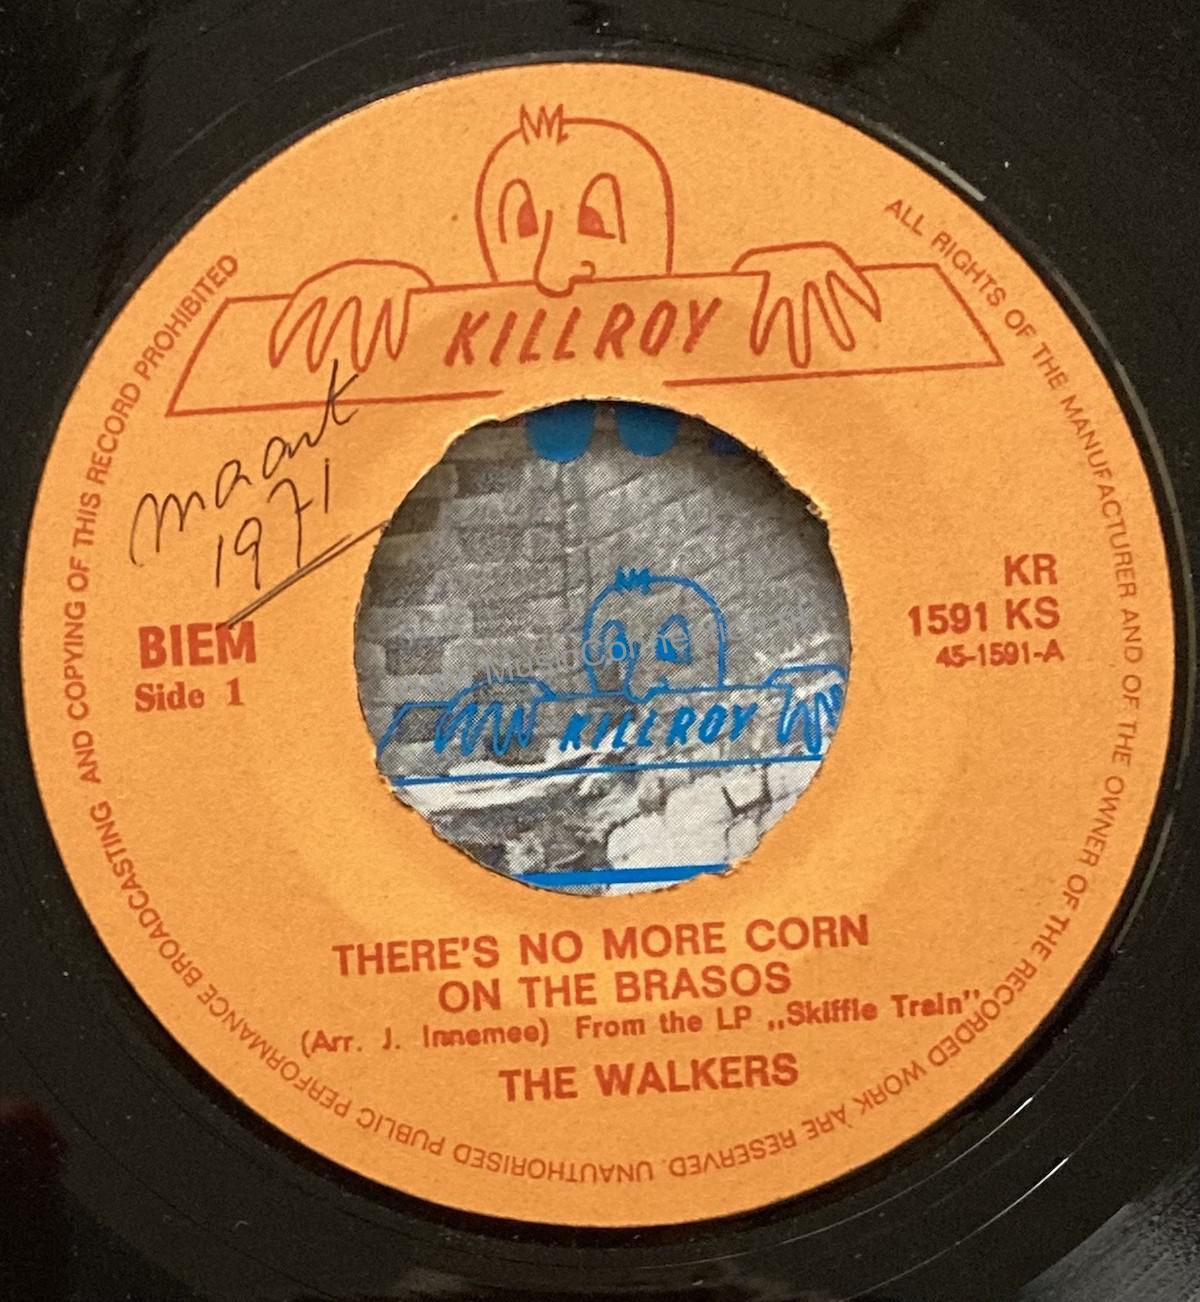 KILLROY
maart
1971
BIEM
Side 1
KR
1591 KS
45-1591-A
KILLROY
THERE'S NO MORE CORN
ON THE BRASOS
(Arr. J. Innemee) From the LP „Skiffle Train”
THE WALKERS
ALL RIGHTS OF THE MANUFACTURER AND OF THE OWNER OF THE RECORDED WORK ARE RESERVED. UNAUTHORISED PUBLIC PERFORMANCE BROADCASTING AND COPYING OF THIS RECORD PROHIBITED